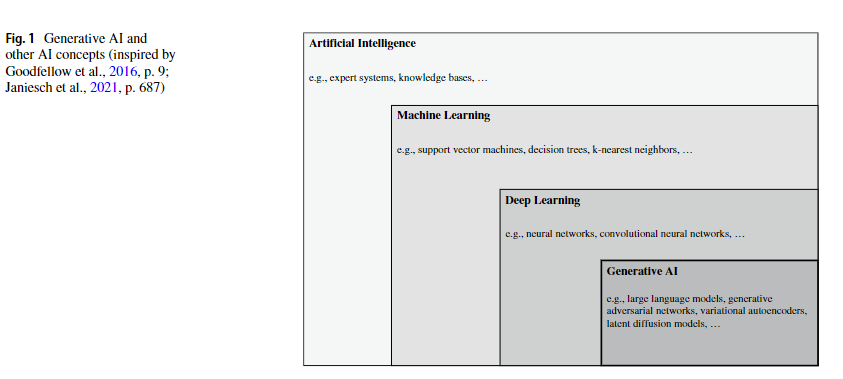 Fig. 1 Generative AI and
other AI concepts (inspired by
Goodfellow et al., 2016, p. 9;
Janiesch et al., 2021, p. 687)
Artificial Intelligence
e.g., expert systems, knowledge bases, …
Machine Learning
e.g., support vector machines, decision trees, k-nearest neighbors, …
Deep Learning
e.g., neural networks, convolutional neural networks, …
Generative AI
e.g., large language models, generative
adversarial networks, variational autoencoders,
latent diffusion models, …